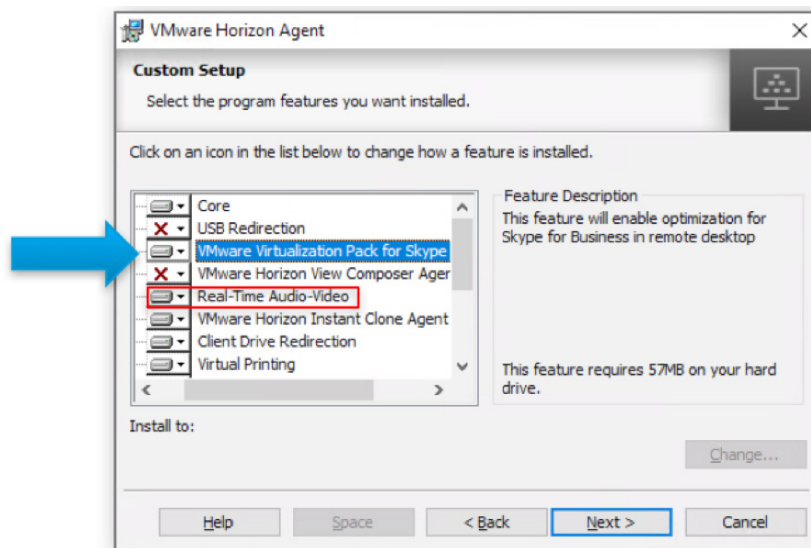 VMware Horizon Agent
Custom Setup
Select the program features you want installed.
Click on an icon in the list below to change how a feature is installed.
Core
USB Redirection
VMware Virtualization Pack for Skype
VMware Horizon View Composer Ager
Real-Time Audio-Video
VMware Horizon Instant Clone Agent
Client Drive Redirection
Virtual Printing
Feature Description
This feature will enable optimization for
Skype for Business in remote desktop
This feature requires 57MB on your hard
drive.
Install to:
Change...
Help
Space
< Back
Next >
Cancel